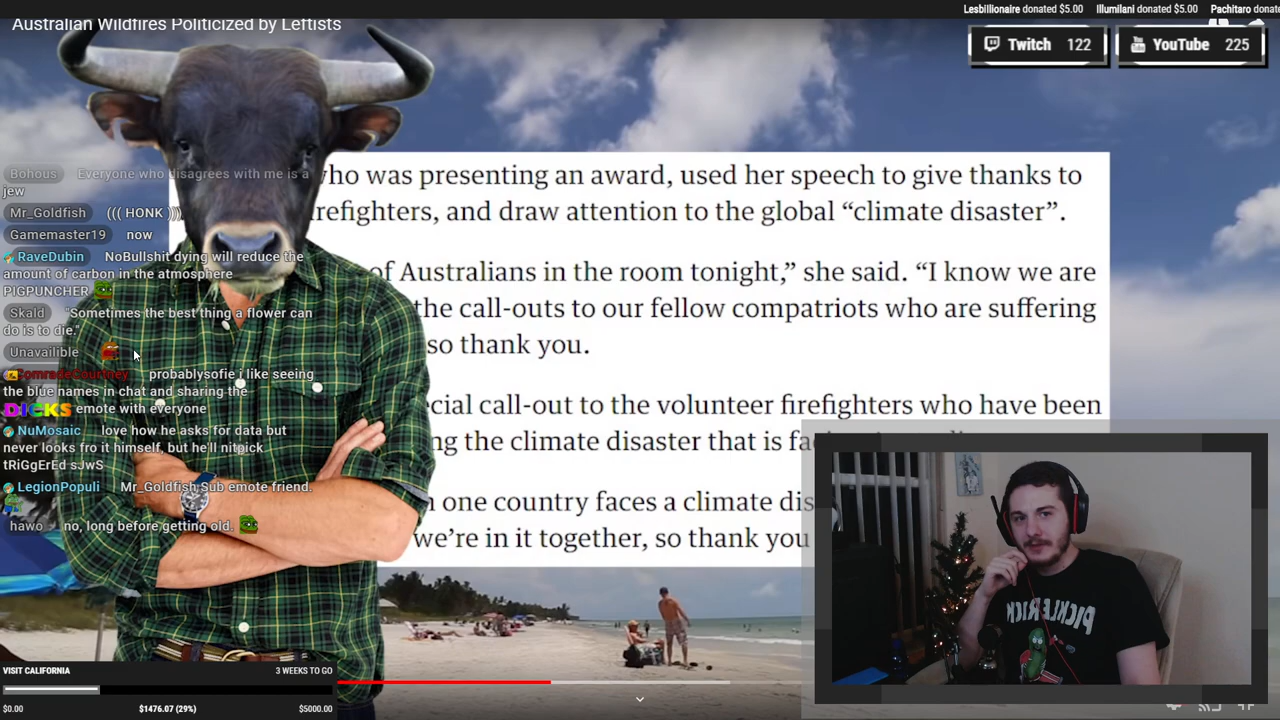 Lesbillionaire donated $5.00 Illumilani donated $5.00 Pachitaro donate
Australian Wildfires Politicized by Leftists
Twitch 122
YouTube 225
who was presenting an award, used her speech to give thanks to
irefighters, and draw attention to the global “climate disaster”.
of Australians in the room tonight,” she said. “I know we are
the call-outs to our fellow compatriots who are suffering
so thank you.
cial call-out to the volunteer firefighters who have been
ng the climate disaster that is
n one country faces a climate dis
we’re in it together, so thank you
Bohous Everyone who disagrees with me is a
jew
Mr_Goldfish ((( HONK )))
Gamemaster19 now
RaveDubin NoBullshit dying will reduce the
amount of carbon in the atmosphere
PIGPUNCHER
Skald "Sometimes the best thing a flower can
do is to die."
Unavailible
SomradeCourtney probablysofie i like seeing
the blue names in chat and sharing the
DICKS emote with everyone
NuMosaic love how he asks for data but
never looks fro it himself, but he'll nitpick
tRiGgErEd sJwS
LegionPopuli Mr_Goldfish Sub emote friend.
hawo no, long before getting old.
PICKLE RICK
VISIT CALIFORNIA 3 WEEKS TO GO
$0.00 $1476.07 (29%) $5000.00